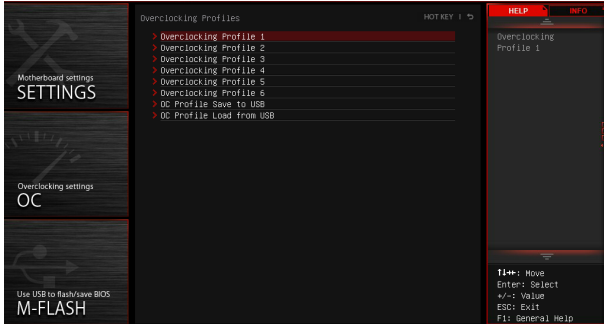 Motherboard settings
SETTINGS
Overclocking settings
OC
Use USB to flash/save BIOS
M-FLASH
Overclocking Profiles
HOT KEY |
> Overclocking Profile 1
> Overclocking Profile 2
> Overclocking Profile 3
> Overclocking Profile 4
> Overclocking Profile 5
> Overclocking Profile 6
> OC Profile Save to USB
> OC Profile Load from USB
HELP
INFO
Overclocking
Profile 1
↑↓→←: Move
Enter: Select
+/-: Value
ESC: Exit
F1: General Help